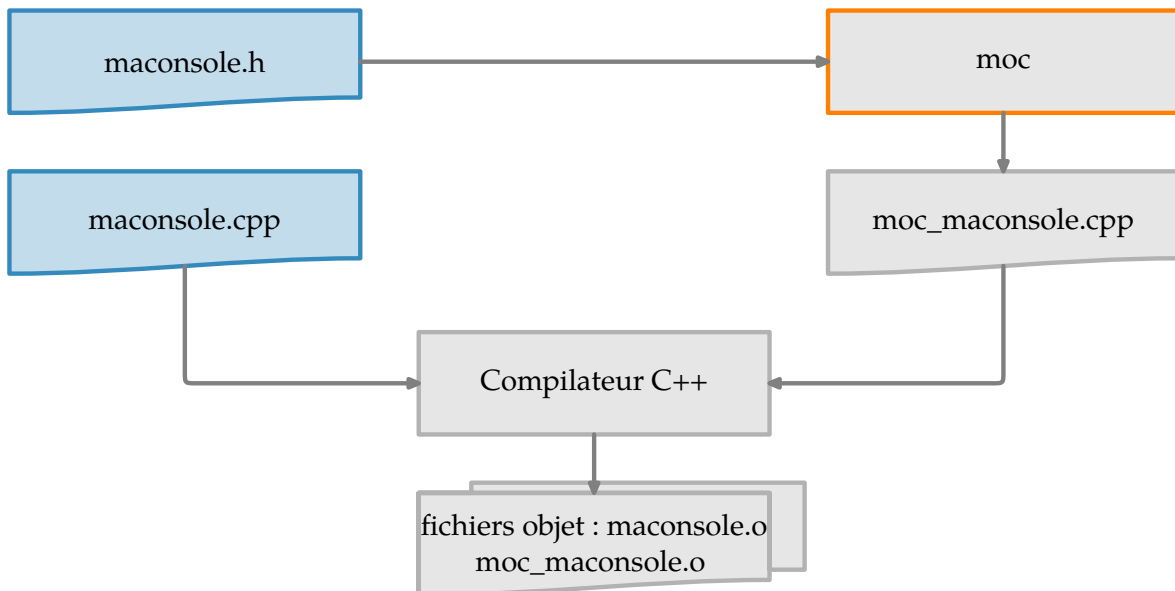 maconsole.h
moc
maconsole.cpp
moc_maconsole.cpp
Compilateur C++
fichiers objet : maconsole.o
moc_maconsole.o